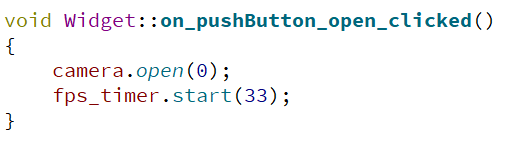 void Widget::on_pushButton_open_clicked()
{
    camera.open(0);
    fps_timer.start(33);
}